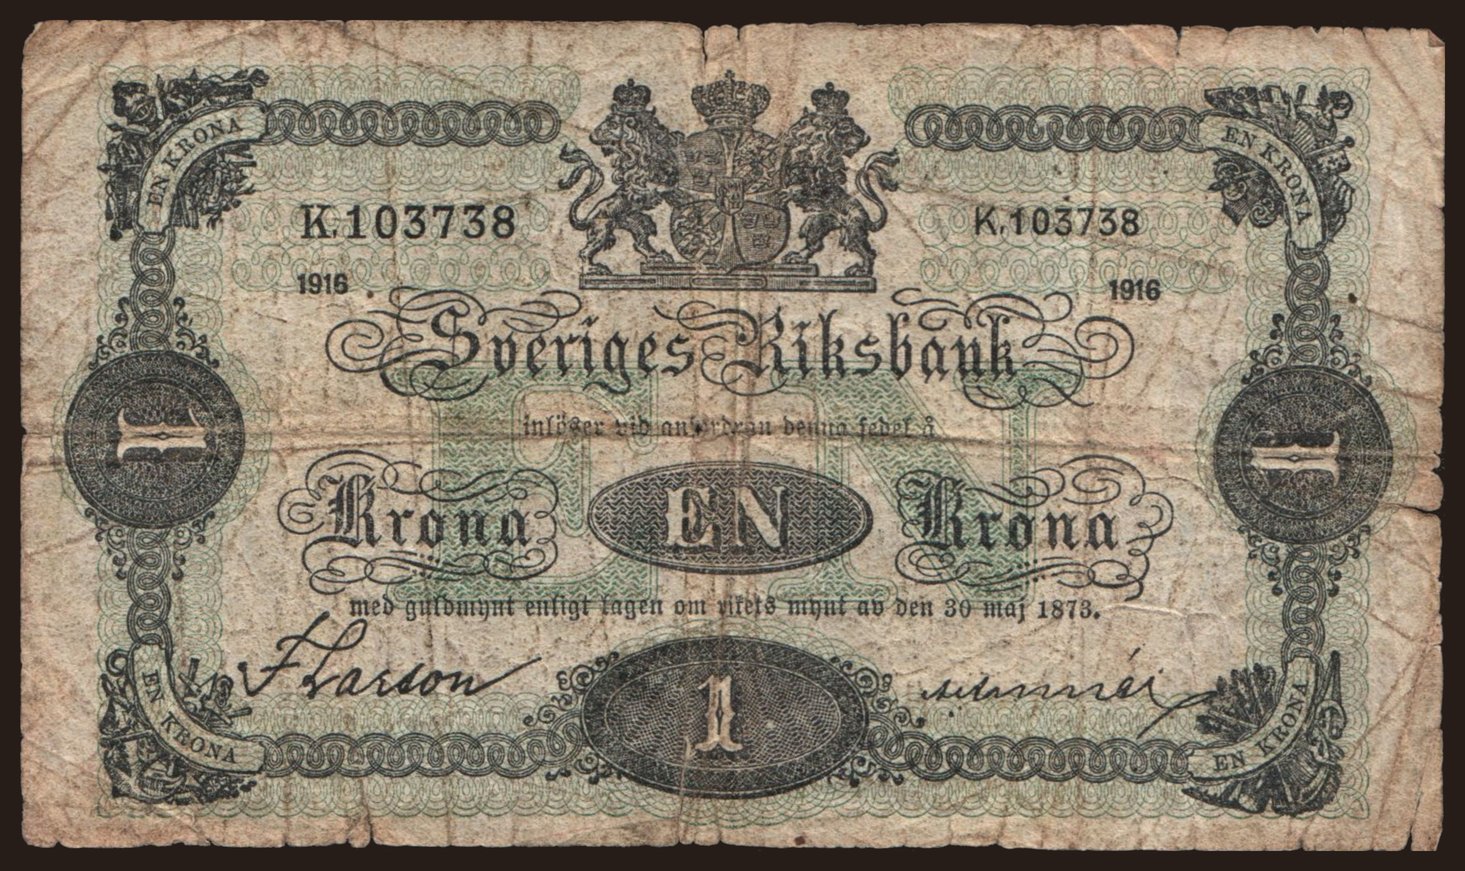 EN KRONA EN KRONA
K.103738 K.103738
1916 1916
Sveriges Riksbank
inlöser vid anfordran denna sedel å
1 1
Krona EN Krona
EN
med guldmynt enligt lagen om rikets mynt av den 30 maj 1873.
F Larson
1
EN KRONA EN KRONA